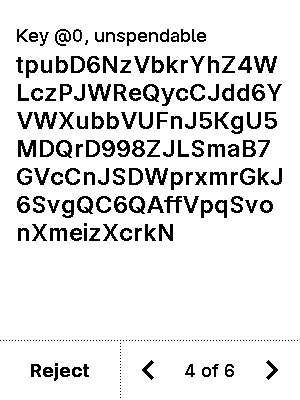 Key @0, unspendable
tpubD6NzVbkrYhZ4W
LczPJWReQycCJdd6Y
VWXubbVUFnJ5KgU5
MDQrD998ZJLSmaB7
GVcCnJSDWprxmrGkJ
6SvgQC6QAffVpqSvo
nXmeizXcrkN
Reject
4 of 6